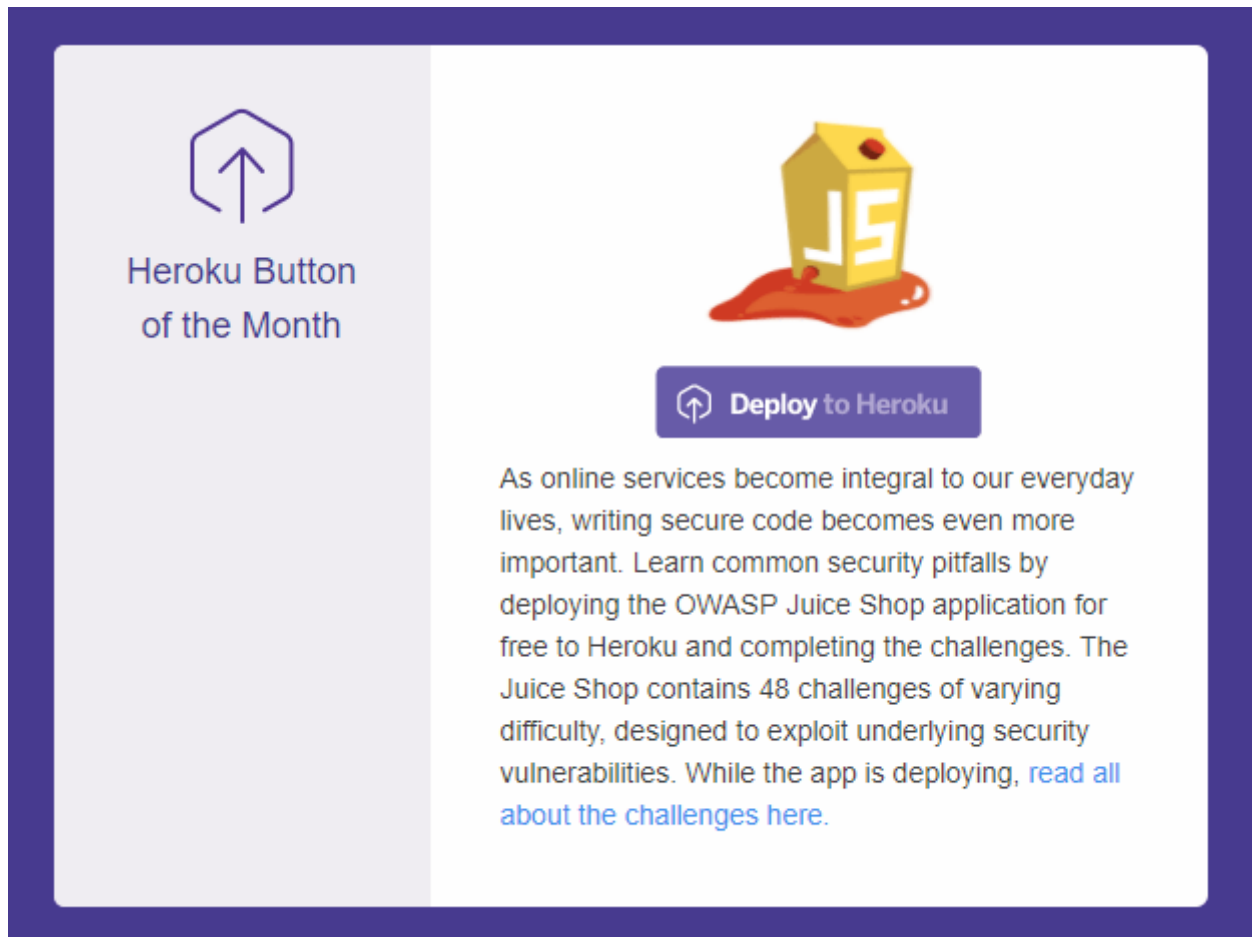 Heroku Button
of the Month
JS
Deploy to Heroku
As online services become integral to our everyday
lives, writing secure code becomes even more
important. Learn common security pitfalls by
deploying the OWASP Juice Shop application for
free to Heroku and completing the challenges. The
Juice Shop contains 48 challenges of varying
difficulty, designed to exploit underlying security
vulnerabilities. While the app is deploying, read all
about the challenges here.